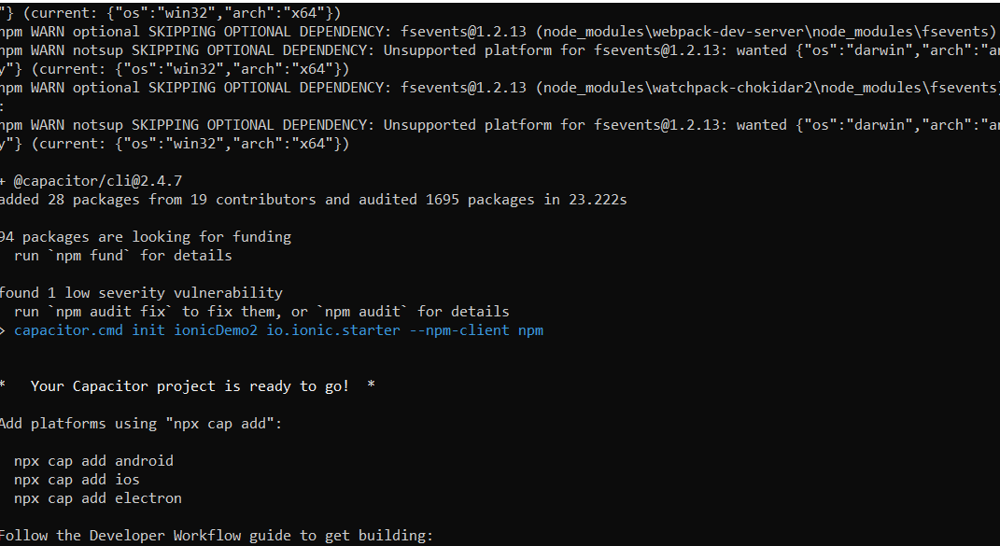 "} (current: {"os":"win32","arch":"x64"})
npm WARN optional SKIPPING OPTIONAL DEPENDENCY: fsevents@1.2.13 (node_modules\webpack-dev-server\node_modules\fsevents)
npm WARN notsup SKIPPING OPTIONAL DEPENDENCY: Unsupported platform for fsevents@1.2.13: wanted {"os":"darwin","arch":"an
y"} (current: {"os":"win32","arch":"x64"})
npm WARN optional SKIPPING OPTIONAL DEPENDENCY: fsevents@1.2.13 (node_modules\watchpack-chokidar2\node_modules\fsevents)
:
npm WARN notsup SKIPPING OPTIONAL DEPENDENCY: Unsupported platform for fsevents@1.2.13: wanted {"os":"darwin","arch":"an
y"} (current: {"os":"win32","arch":"x64"})
+ @capacitor/cli@2.4.7
added 28 packages from 19 contributors and audited 1695 packages in 23.222s
94 packages are looking for funding
run `npm fund` for details
found 1 low severity vulnerability
run `npm audit fix` to fix them, or `npm audit` for details
> capacitor.cmd init ionicDemo2 io.ionic.starter --npm-client npm
* Your Capacitor project is ready to go! *
Add platforms using "npx cap add":
npx cap add android
npx cap add ios
npx cap add electron
Follow the Developer Workflow guide to get building: